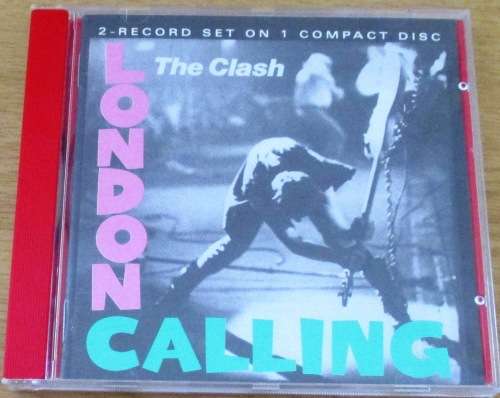 2-RECORD SET ON 1 COMPACT DISC
The Clash
LONDON
CALLING